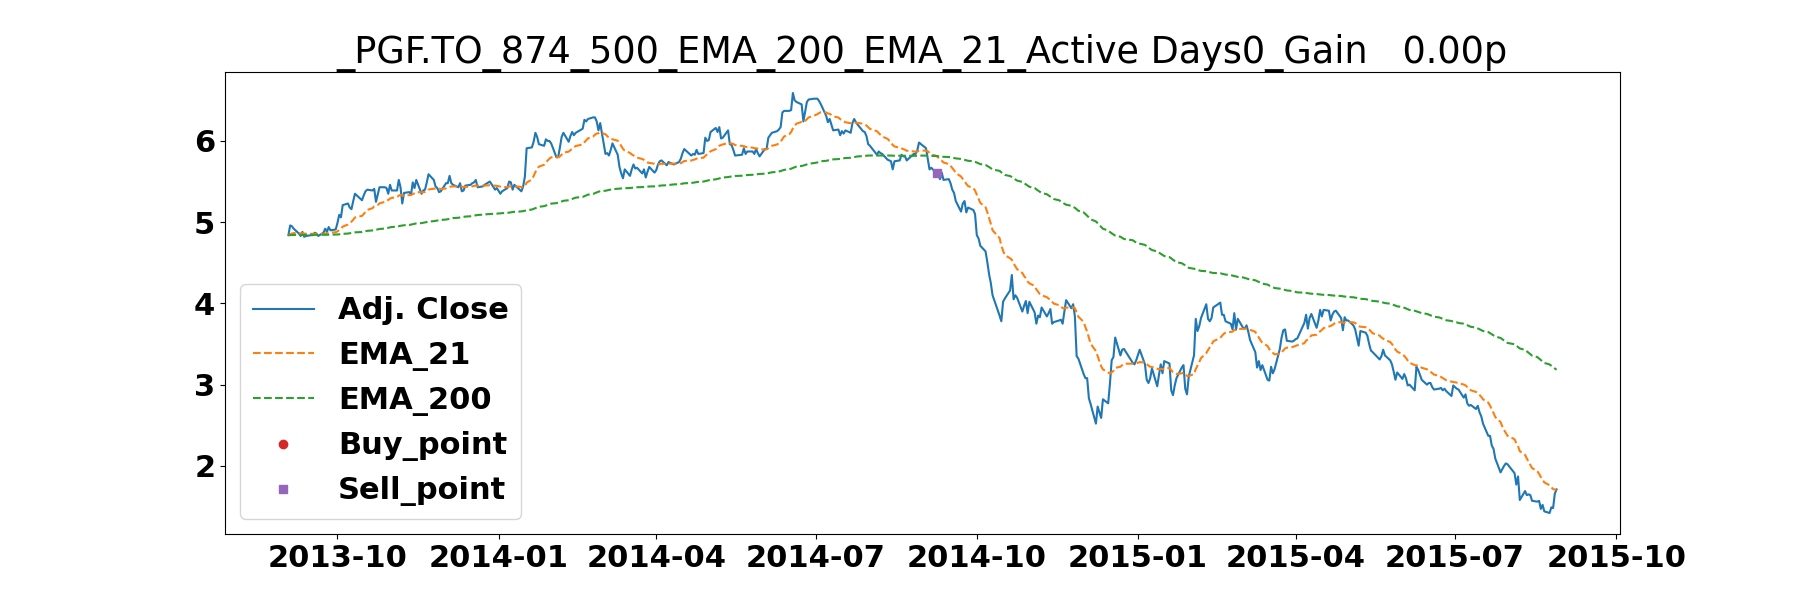 _PGF.TO_874_500_EMA_200_EMA_21_Active Days0_Gain   0.00p
6
5
4
3
2
Adj. Close
EMA_21
EMA_200
Buy_point
Sell_point
2013-10 2014-01 2014-04 2014-07 2014-10 2015-01 2015-04 2015-07 2015-10